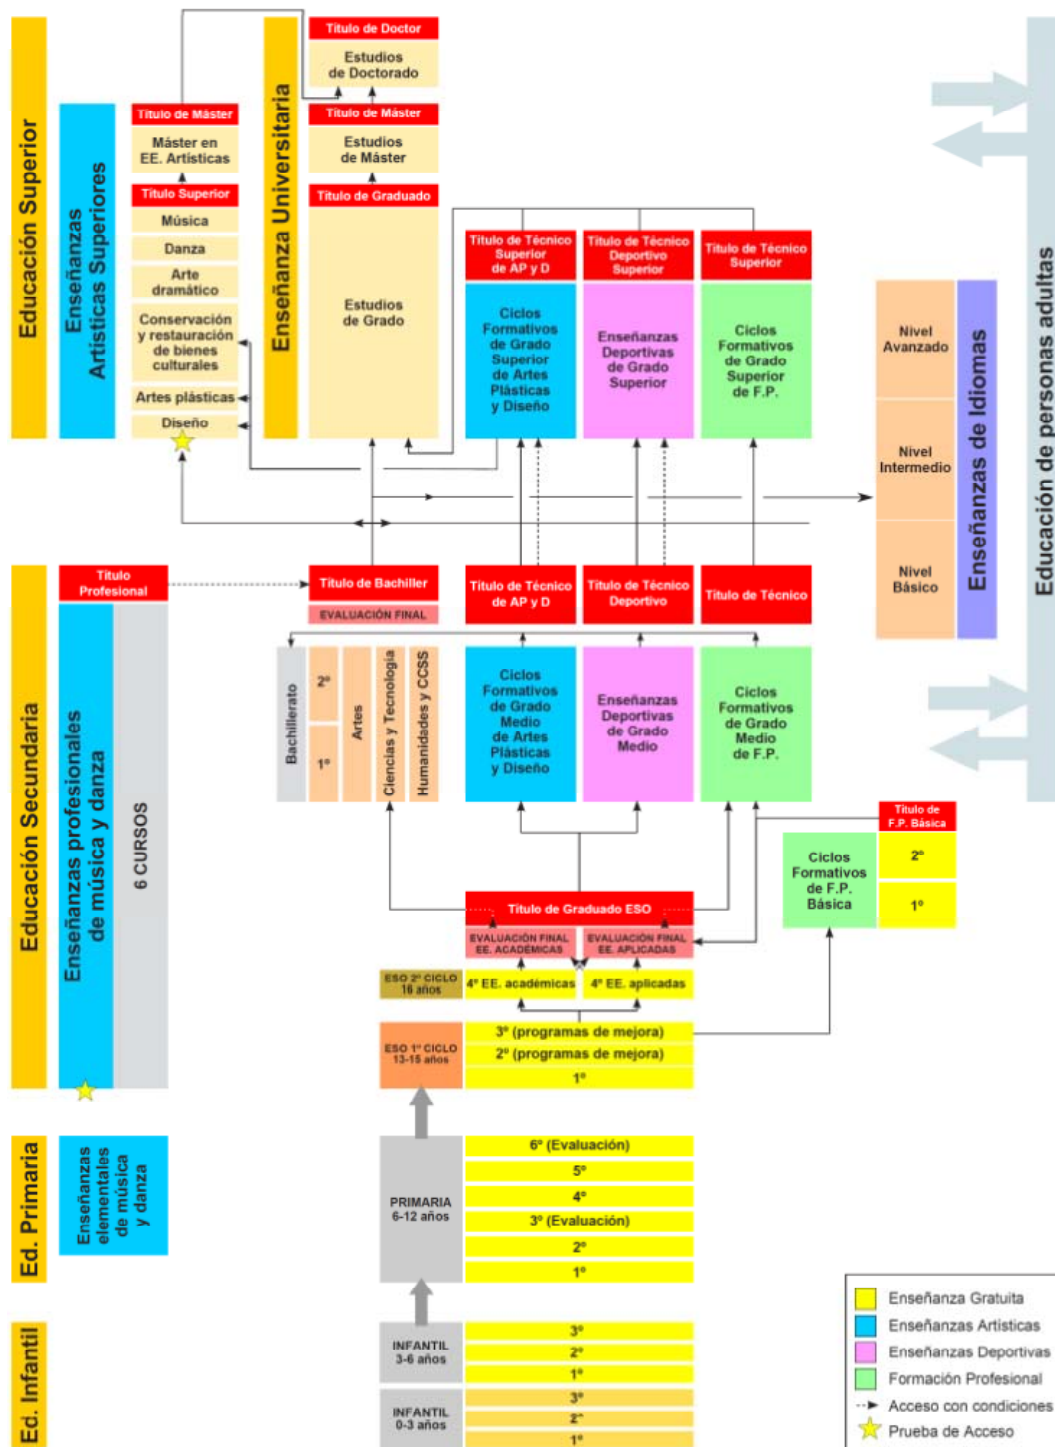 Educación Superior
Enseñanzas
Artísticas Superiores
Título de Máster
Máster en
EE. Artísticas
Título Superior
Música
Danza
Arte
dramático
Conservación
y restauración
de bienes
culturales
Artes plásticas
Diseño
Enseñanza Universitaria
Título de Doctor
Estudios
de Doctorado
Título de Máster
Estudios
de Máster
Título de Graduado
Estudios
de Grado
Título de Técnico
Superior
de AP y D
Ciclos
Formativos
de Grado
Superior
de Artes
Plásticas
y Diseño
Título de Técnico
Deportivo
Superior
Enseñanzas
Deportivas
de Grado
Superior
Título de Técnico
Superior
Ciclos
Formativos
de Grado
Superior
de F.P.
Nivel
Avanzado
Nivel
Intermedio
Nivel
Básico
Enseñanzas de Idiomas
Educación de personas adultas
Educación Secundaria
Título
Profesional
Enseñanzas profesionales
de música y danza
6 CURSOS
Título de Bachiller
EVALUACIÓN FINAL
Bachillerato
2º
1º
Artes
Ciencias y Tecnología
Humanidades y CCSS
Título de Técnico
de AP y D
Ciclos
Formativos
de Grado
Medio
de Artes
Plásticas
y Diseño
Título de Técnico
Deportivo
Enseñanzas
Deportivas
de Grado
Medio
Título de Técnico
Ciclos
Formativos
de Grado
Medio
de F.P.
Título de
F.P. Básica
Ciclos
Formativos
de F.P.
Básica
2º
1º
Título de Graduado ESO
EVALUACIÓN FINAL
EE. ACADÉMICAS
EVALUACIÓN FINAL
EE. APLICADAS
ESO 2º CICLO
16 años
4º EE. académicas
4º EE. aplicadas
ESO 1º CICLO
13-15 años
3º (programas de mejora)
2º (programas de mejora)
1º
Ed. Primaria
Enseñanzas
elementales
de música
y danza
PRIMARIA
6-12 años
6º (Evaluación)
5º
4º
3º (Evaluación)
2º
1º
Ed. Infantil
INFANTIL
3-6 años
3º
2º
1º
INFANTIL
0-3 años
3º
2º
1º
Enseñanza Gratuita
Enseñanzas Artísticas
Enseñanzas Deportivas
Formación Profesional
Acceso con condiciones
Prueba de Acceso